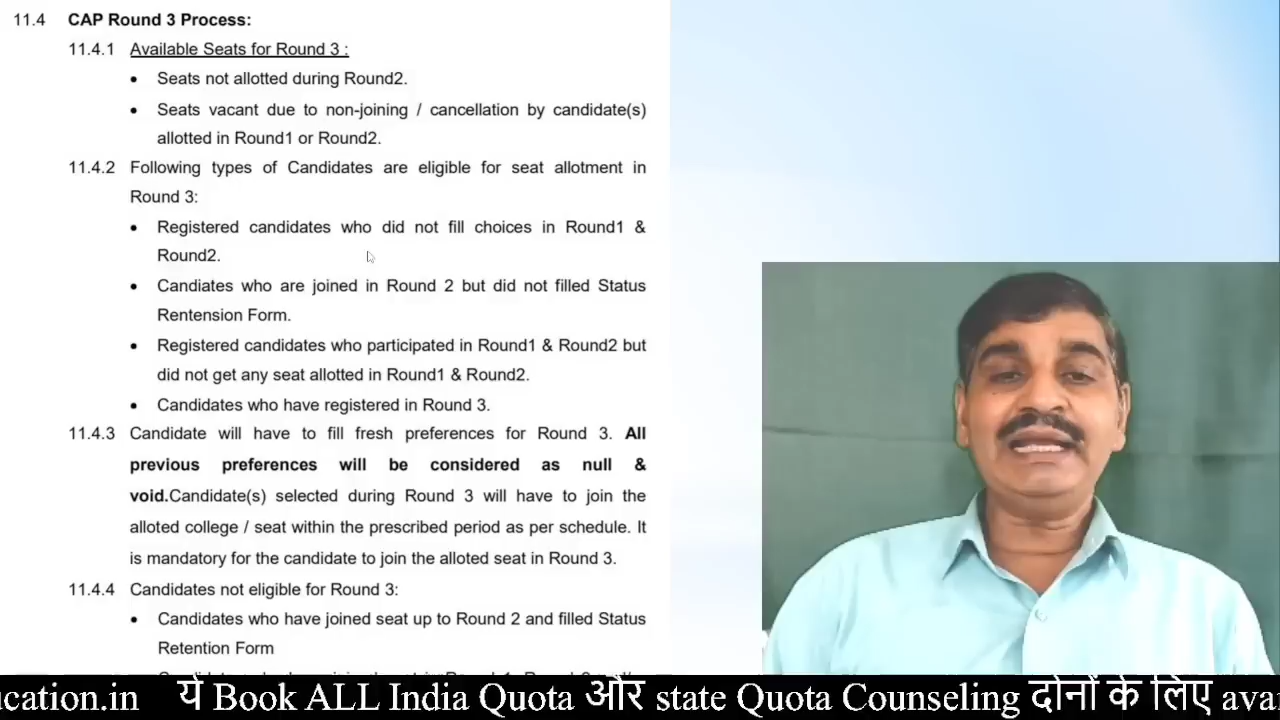 11.4 CAP Round 3 Process:
11.4.1 Available Seats for Round 3 :
• Seats not allotted during Round2.
• Seats vacant due to non-joining / cancellation by candidate(s)
allotted in Round1 or Round2.
11.4.2 Following types of Candidates are eligible for seat allotment in
Round 3:
• Registered candidates who did not fill choices in Round1 &
Round2.
• Candiates who are joined in Round 2 but did not filled Status
Rentension Form.
• Registered candidates who participated in Round1 & Round2 but
did not get any seat allotted in Round1 & Round2.
• Candidates who have registered in Round 3.
11.4.3 Candidate will have to fill fresh preferences for Round 3. All
previous preferences will be considered as null &
void.Candidate(s) selected during Round 3 will have to join the
alloted college / seat within the prescribed period as per schedule. It
is mandatory for the candidate to join the alloted seat in Round 3.
11.4.4 Candidates not eligible for Round 3:
• Candidates who have joined seat up to Round 2 and filled Status
Retention Form
ucation.in ये Book ALL India Quota और state Quota Counseling दोनों के लिए ava